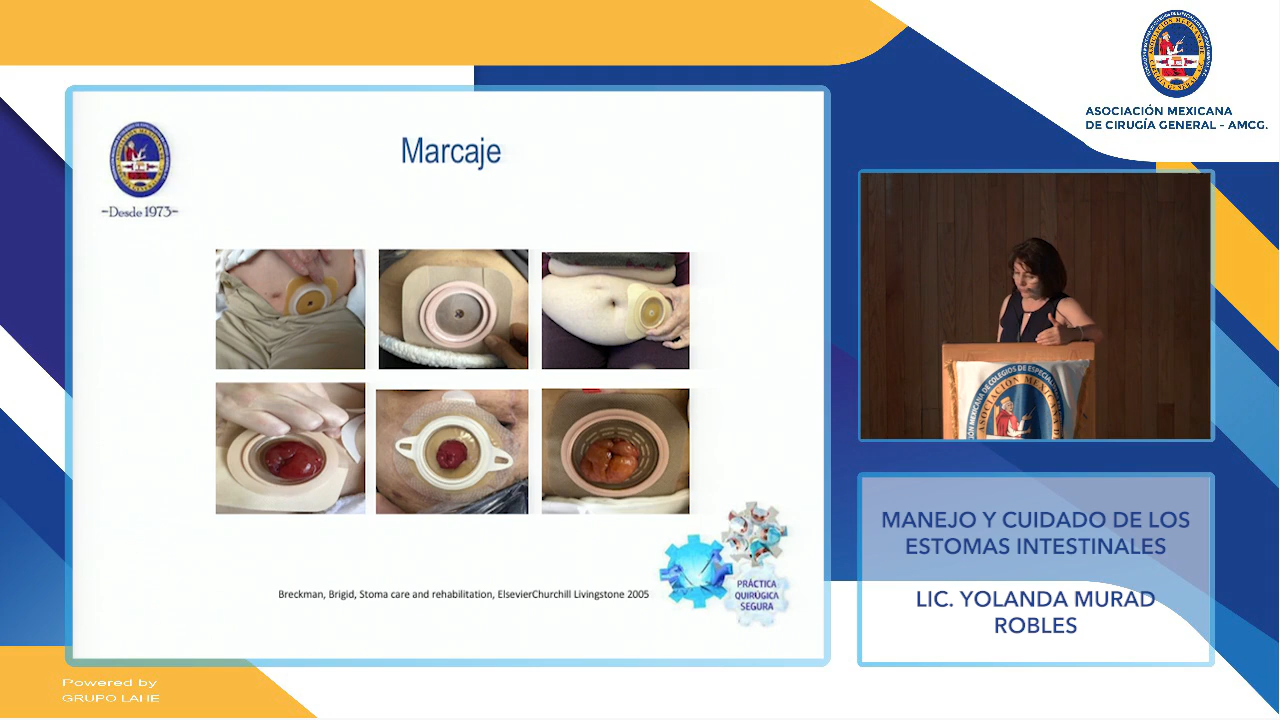 ASOCIACIÓN MEXICANA
DE CIRUGÍA GENERAL - AMCG.
Marcaje
~Desde 1973~
Breckman, Brigid, Stoma care and rehabilitation, ElsevierChurchill Livingstone 2005
PRÁCTICA
QUIRÚGICA
SEGURA
MANEJO Y CUIDADO DE LOS
ESTOMAS INTESTINALES
LIC. YOLANDA MURAD
ROBLES
Powered by
GRUPO LAHE